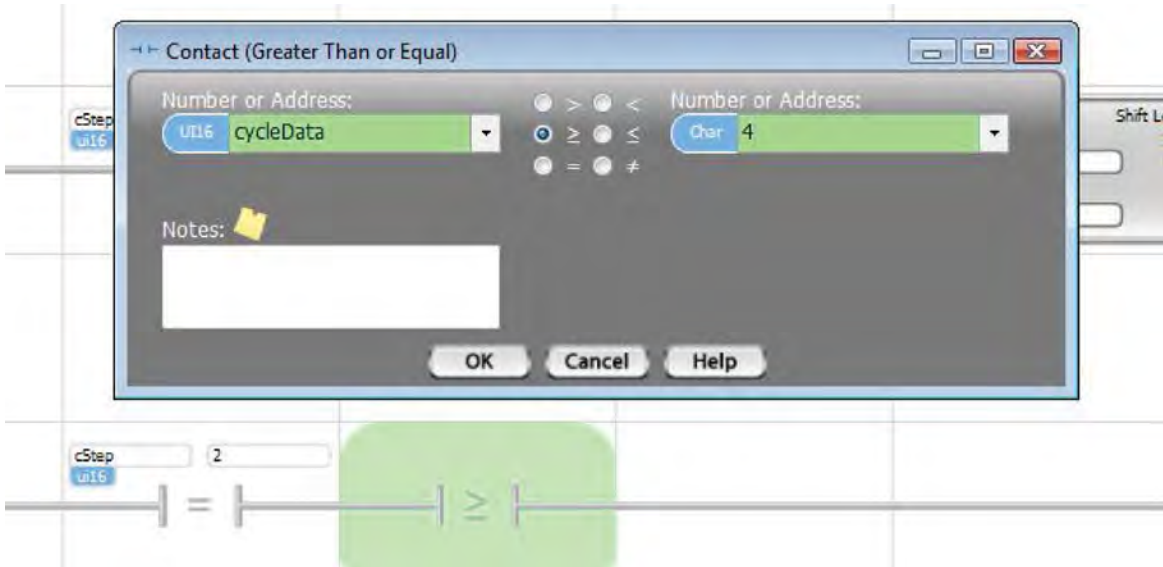 Contact (Greater Than or Equal)
Number or Address:
> <
Number or Address:
UI16 cycleData
≥ ≤
Char 4
= ≠
cStep
ui16
Shift
Notes:
OK Cancel Help
cStep 2
ui16
=
≥